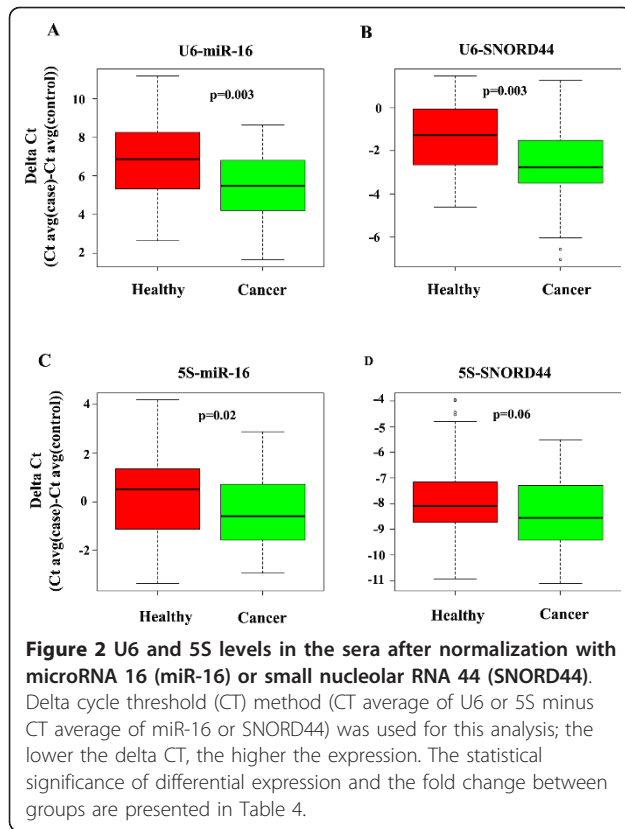 A
U6-miR-16
p=0.003
Delta Ct
(Ct avg(case)-Ct avg(control))
10
8
6
4
2
Healthy
Cancer
B
U6-SNORD44
p=0.003
0
-2
-4
-6
Healthy
Cancer
C
5S-miR-16
p=0.02
Delta Ct
(Ct avg(case)-Ct avg(control))
4
2
0
-2
Healthy
Cancer
D
5S-SNORD44
p=0.06
-4
-5
-6
-7
-8
-9
-10
-11
Healthy
Cancer
Figure 2 U6 and 5S levels in the sera after normalization with
microRNA 16 (miR-16) or small nucleolar RNA 44 (SNORD44).
Delta cycle threshold (CT) method (CT average of U6 or 5S minus
CT average of miR-16 or SNORD44) was used for this analysis; the
lower the delta CT, the higher the expression. The statistical
significance of differential expression and the fold change between
groups are presented in Table 4.